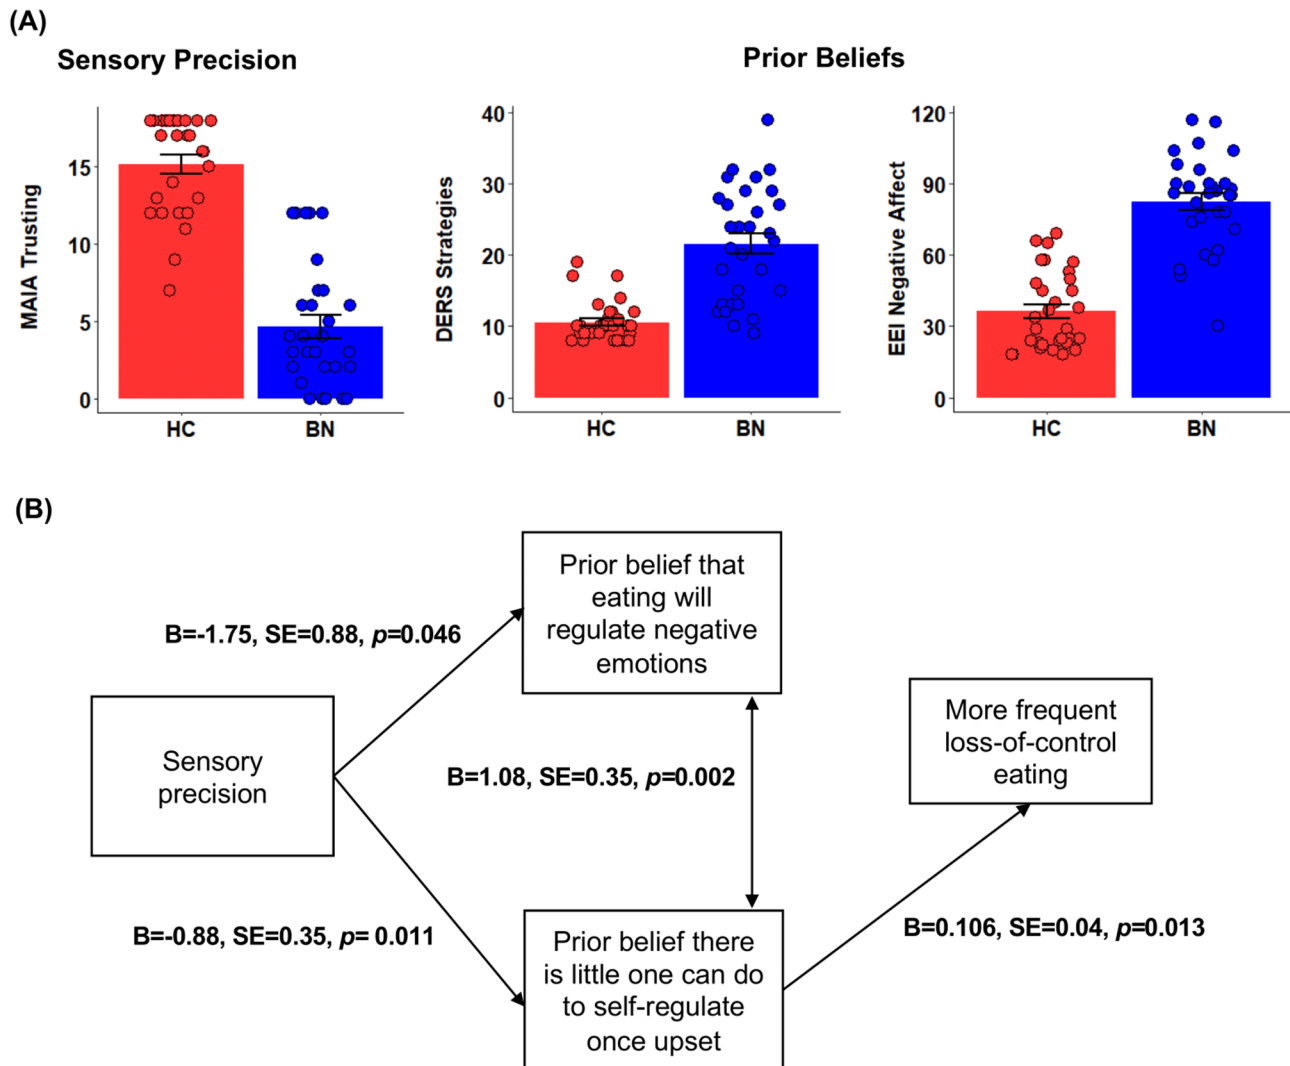 (A)
Sensory Precision
Prior Beliefs
MAIA Trusting
15
10
5
0
HC
BN
DERS Strategies
40
30
20
10
0
HC
BN
EEI Negative Affect
120
90
60
30
0
HC
BN
(B)
Prior belief that
eating will
regulate negative
emotions
B=-1.75, SE=0.88, p=0.046
Sensory
precision
B=1.08, SE=0.35, p=0.002
More frequent
loss-of-control
eating
B=-0.88, SE=0.35, p= 0.011
Prior belief there
is little one can do
to self-regulate
once upset
B=0.106, SE=0.04, p=0.013